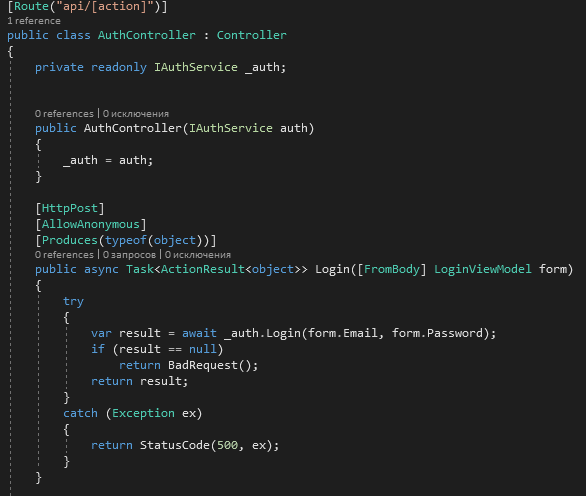 [Route("api/[action]")]
1 reference
public class AuthController : Controller
{
private readonly IAuthService _auth;
0 references | 0 исключения
public AuthController(IAuthService auth)
{
_auth = auth;
}
[HttpPost]
[AllowAnonymous]
[Produces(typeof(object))]
0 references | 0 запросов | 0 исключения
public async Task<ActionResult<object>> Login([FromBody] LoginViewModel form)
{
try
{
var result = await _auth.Login(form.Email, form.Password);
if (result == null)
return BadRequest();
return result;
}
catch (Exception ex)
{
return StatusCode(500, ex);
}
}